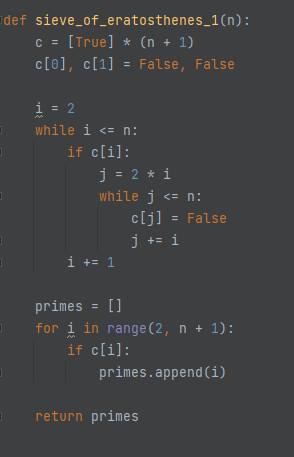 def sieve_of_eratosthenes_1(n):
    c = [True] * (n + 1)
    c[0], c[1] = False, False

    i = 2
    while i <= n:
        if c[i]:
            j = 2 * i
            while j <= n:
                c[j] = False
                j += i
        i += 1

    primes = []
    for i in range(2, n + 1):
        if c[i]:
            primes.append(i)

    return primes